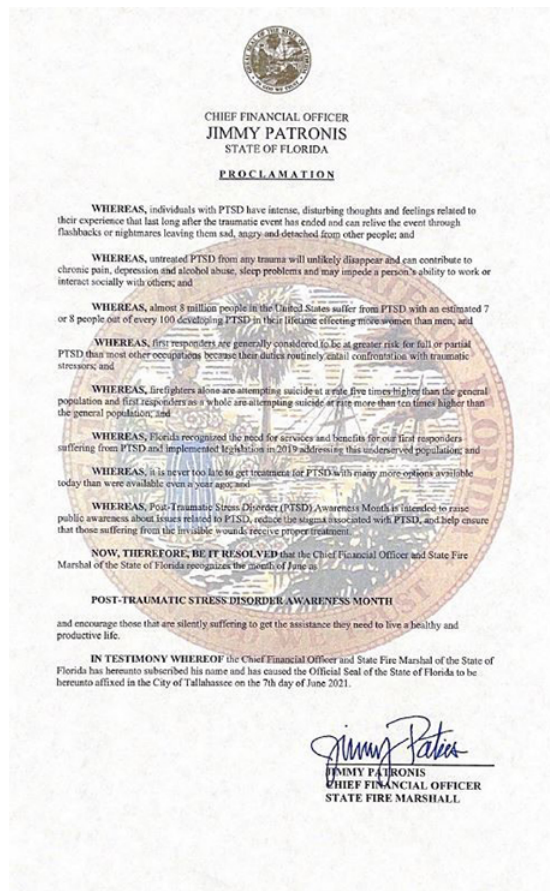 CHIEF FINANCIAL OFFICER
JIMMY PATRONIS
STATE OF FLORIDA
PROCLAMATION
WHEREAS, individuals with PTSD have intense, disturbing thoughts and feelings related to
their experience that last long after the traumatic event has ended and can relive the event through
flashbacks or nightmares leaving them sad, angry and detached from other people; and
WHEREAS, untreated PTSD from any trauma will unlikely disappear and can contribute to
chronic pain, depression and alcohol abuse, sleep problems and may impede a person's ability to work or
interact socially with others; and
WHEREAS, almost 8 million people in the United States suffer from PTSD with an estimated 7
or 8 people out of every 100 developing PTSD in their lifetime effecting more women than men; and
WHEREAS, first responders are generally considered to be at greater risk for full or partial
PTSD than most other occupations because their duties routinely entail confrontation with traumatic
stressors; and
WHEREAS, firefighters alone are attempting suicide at a rate five times higher than the general
population and first responders as a whole are attempting suicide at rate more than ten times higher than
the general population; and
WHEREAS, Florida recognized the need for services and benefits for our first responders
suffering from PTSD and implemented legislation in 2019 addressing this underserved population; and
WHEREAS, it is never too late to get treatment for PTSD with many more options available
today than were available even a year ago; and
WHEREAS, Post-Traumatic Stress Disorder (PTSD) Awareness Month is intended to raise
public awareness about issues related to PTSD, reduce the stigma associated with PTSD, and help ensure
that those suffering from the invisible wounds receive proper treatment.
NOW, THEREFORE, BE IT RESOLVED that the Chief Financial Officer and State Fire
Marshal of the State of Florida recognizes the month of June as
POST-TRAUMATIC STRESS DISORDER AWARENESS MONTH
and encourage those that are silently suffering to get the assistance they need to live a healthy and
productive life.
IN TESTIMONY WHEREOF the Chief Financial Officer and State Fire Marshal of the State of
Florida has hereunto subscribed his name and has caused the Official Seal of the State of Florida to be
hereunto affixed in the City of Tallahassee on the 7th day of June 2021.
JIMMY PATRONIS
CHIEF FINANCIAL OFFICER
STATE FIRE MARSHALL